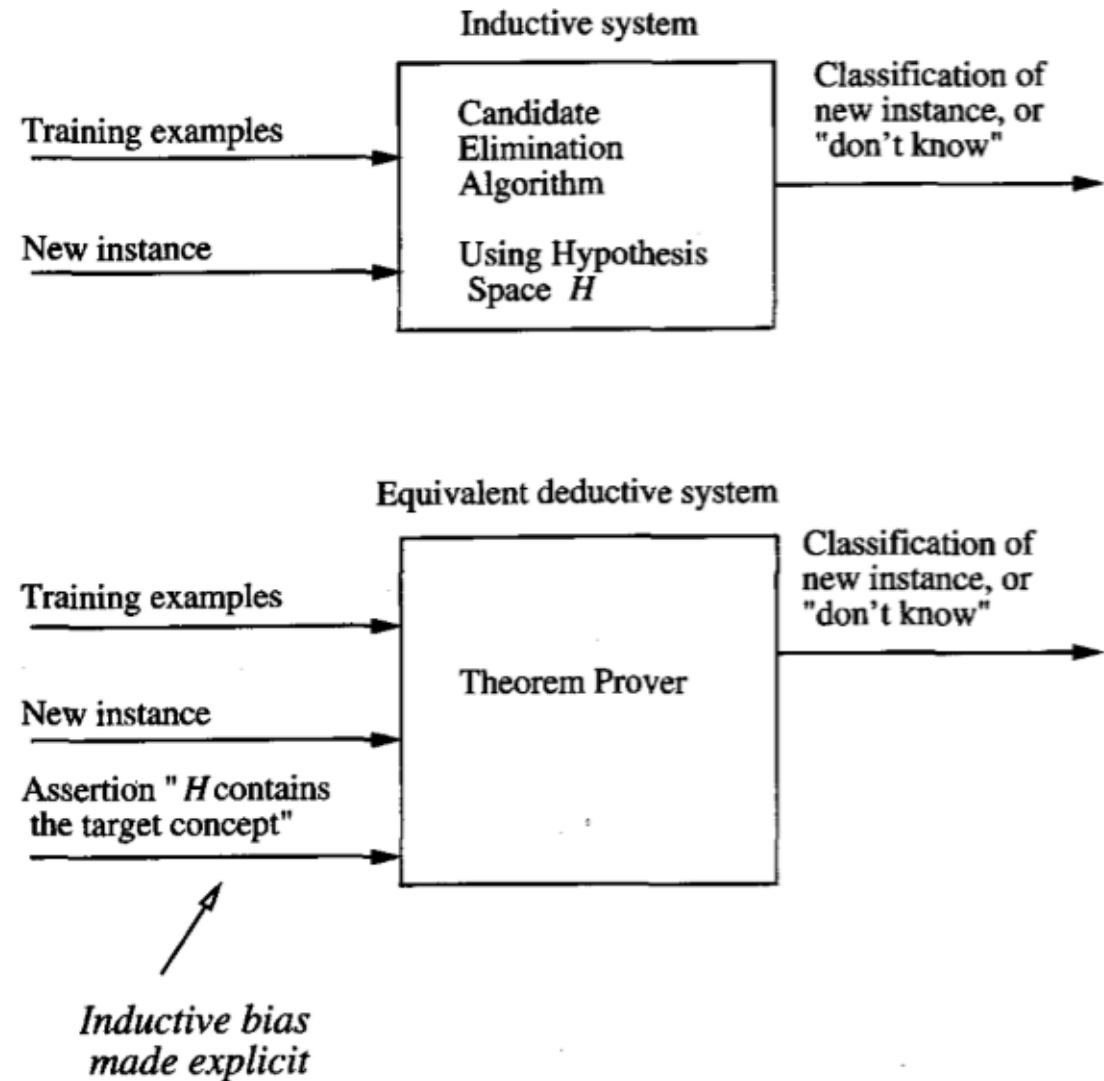 Inductive system
Training examples
New instance
Candidate
Elimination
Algorithm
Using Hypothesis
Space H
Classification of
new instance, or
"don't know"
Equivalent deductive system
Training examples
New instance
Assertion " H contains
the target concept"
Theorem Prover
Classification of
new instance, or
"don't know"
Inductive bias
made explicit